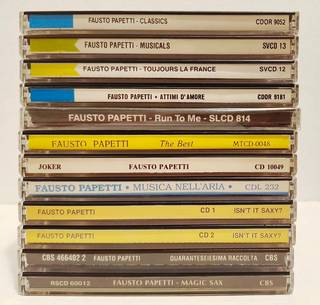 FAUSTO PAPETTI - CLASSICS CDOR 9052
FAUSTO PAPETTI - MUSICALS SVCD 13
FAUSTO PAPETTI - TOUJOURS LA FRANCE SVCD 12
FAUSTO PAPETTI • ATTIMI D'AMORE CDOR 9181
FAUSTO PAPETTI - Run To Me - SLCD 814
FAUSTO PAPETTI The Best MTCD-0048
JOKER FAUSTO PAPETTI CD 10049
FAUSTO PAPETTI • MUSICA NELL'ARIA • CDL 232
FAUSTO PAPETTI CD 1 ISN'T IT SAXY?
FAUSTO PAPETTI CD 2 ISN'T IT SAXY?
CBS 466402 2 FAUSTO PAPETTI QUARANTESEIESIMA RACCOLTA CBS
RSCD 60012 FAUSTO PAPETTI - MAGIC SAX CBS